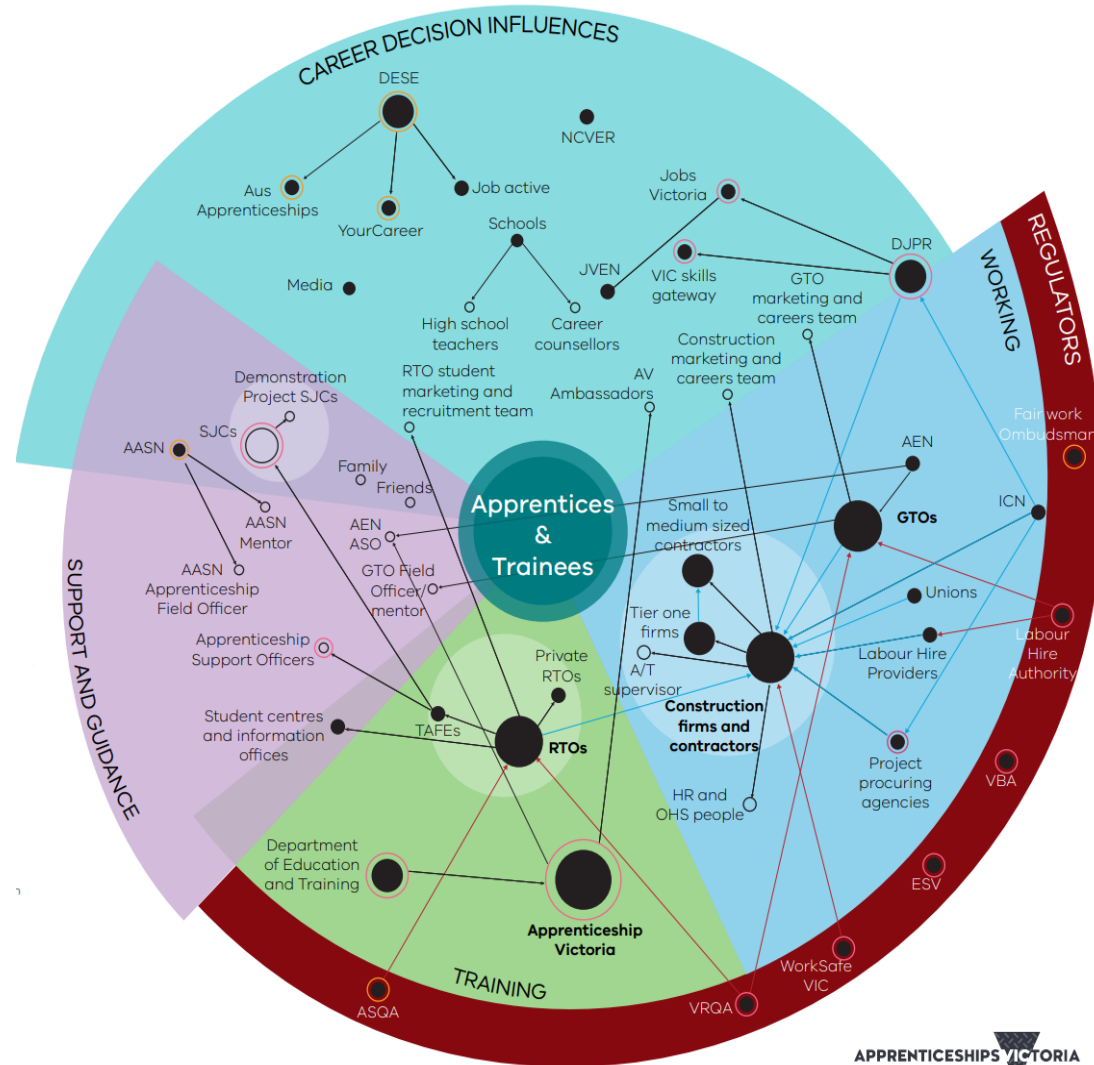 CAREER DECISION INFLUENCES
DESE
NCVER
Aus
Apprenticeships
YourCareer
Job active
Jobs
Victoria
Schools
DJPR
REGULATORS
WORKING
Media
JVEN
VIC skills
gateway
GTO
marketing and
careers team
High school
teachers
Career
counsellors
Construction
marketing and
careers team
Demonstration
Project SJCs
RTO student
marketing and
recruitment team
AV
Ambassadors
SJCs
AASN
Fair work
Ombudsman
AEN
Family
Friends
Apprentices
&
Trainees
Small to
medium sized
contractors
GTOs
ICN
AASN
Mentor
AEN
ASO
SUPPORT AND GUIDANCE
AASN
Apprenticeship
Field Officer
GTO Field
Officer/
mentor
Unions
Tier one
firms
Apprenticeship
Support Officers
Private
RTOs
A/T
supervisor
Labour Hire
Providers
Labour
Hire
Authority
Student centres
and information
offices
TAFEs
RTOs
Construction
firms and
contractors
Project
procuring
agencies
VBA
HR and
OHS people
Department
of Education
and Training
ESV
Apprenticeship
Victoria
WorkSafe
VIC
TRAINING
ASQA
VRQA
n
APPRENTICESHIPS VICTORIA